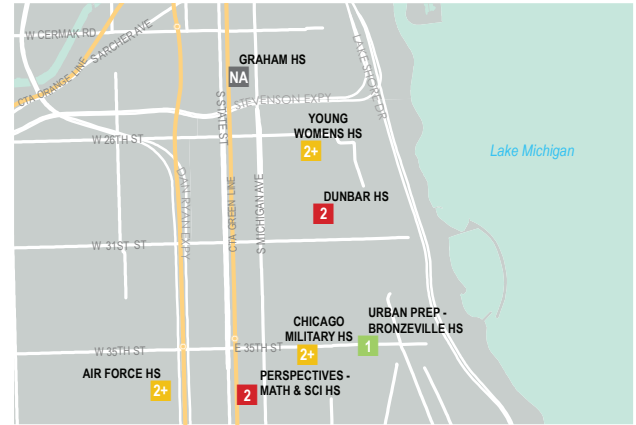 W CERMAK RD
S ARCHER AVE
CTA ORANGE LINE
GRAHAM HS
NA
LAKE SHORE DR
STEVENSON EXPY
S STATE ST
YOUNG
WOMENS HS
2+
W 26TH ST
Lake Michigan
DAN RYAN EXPY
CTA GREEN LINE
S MICHIGAN AVE
DUNBAR HS
2
W 31ST ST
URBAN PREP -
BRONZEVILLE HS
1
CHICAGO
MILITARY HS
2+
W 35TH ST
E 35TH ST
AIR FORCE HS
2+
PERSPECTIVES -
MATH & SCI HS
2